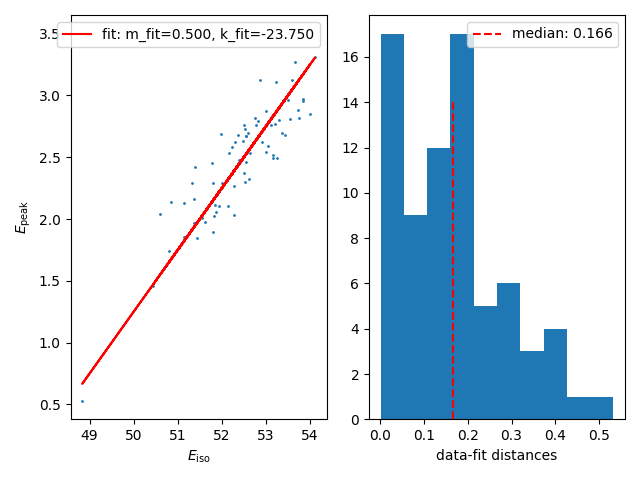 fit: m_fit=0.500, k_fit=-23.750
3.5
3.0
2.5
2.0
1.5
1.0
0.5
E_peak
49 50 51 52 53 54
E_iso
median: 0.166
16
14
12
10
8
6
4
2
0
0.0 0.1 0.2 0.3 0.4 0.5
data-fit distances